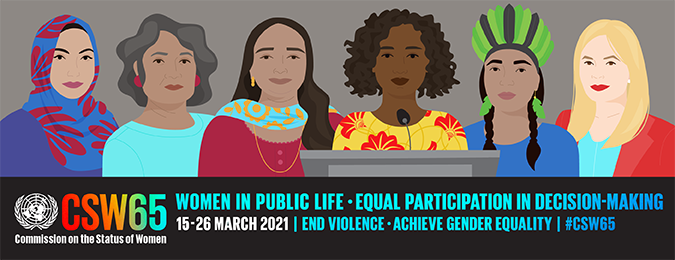 CSW65
Commission on the Status of Women
WOMEN IN PUBLIC LIFE • EQUAL PARTICIPATION IN DECISION-MAKING
15-26 MARCH 2021 | END VIOLENCE • ACHIEVE GENDER EQUALITY | #CSW65